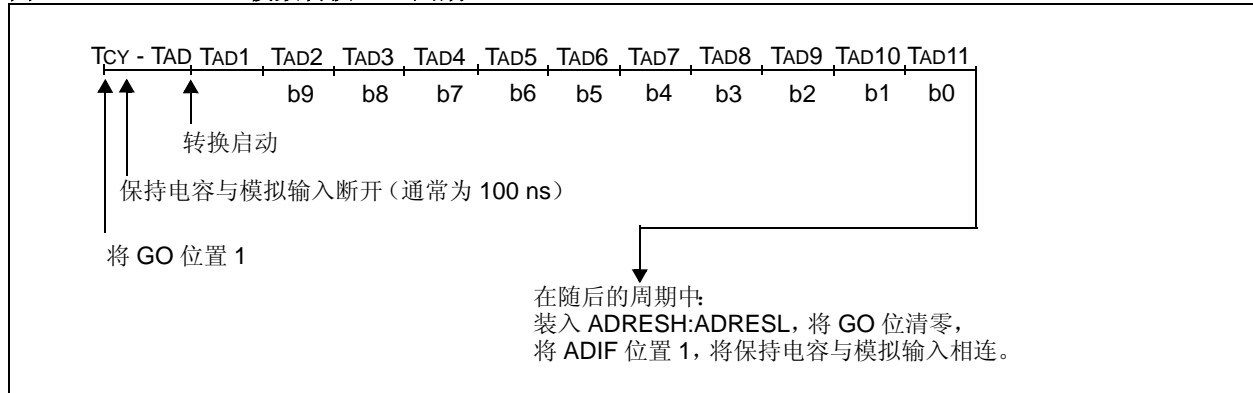 TCY - TAD TAD1 TAD2 TAD3 TAD4 TAD5 TAD6 TAD7 TAD8 TAD9 TAD10 TAD11
b9 b8 b7 b6 b5 b4 b3 b2 b1 b0
转换启动
保持电容与模拟输入断开（通常为 100 ns）
将 GO 位置 1
在随后的周期中:
装入 ADRESH:ADRESL，将 GO 位清零，
将 ADIF 位置 1，将保持电容与模拟输入相连。